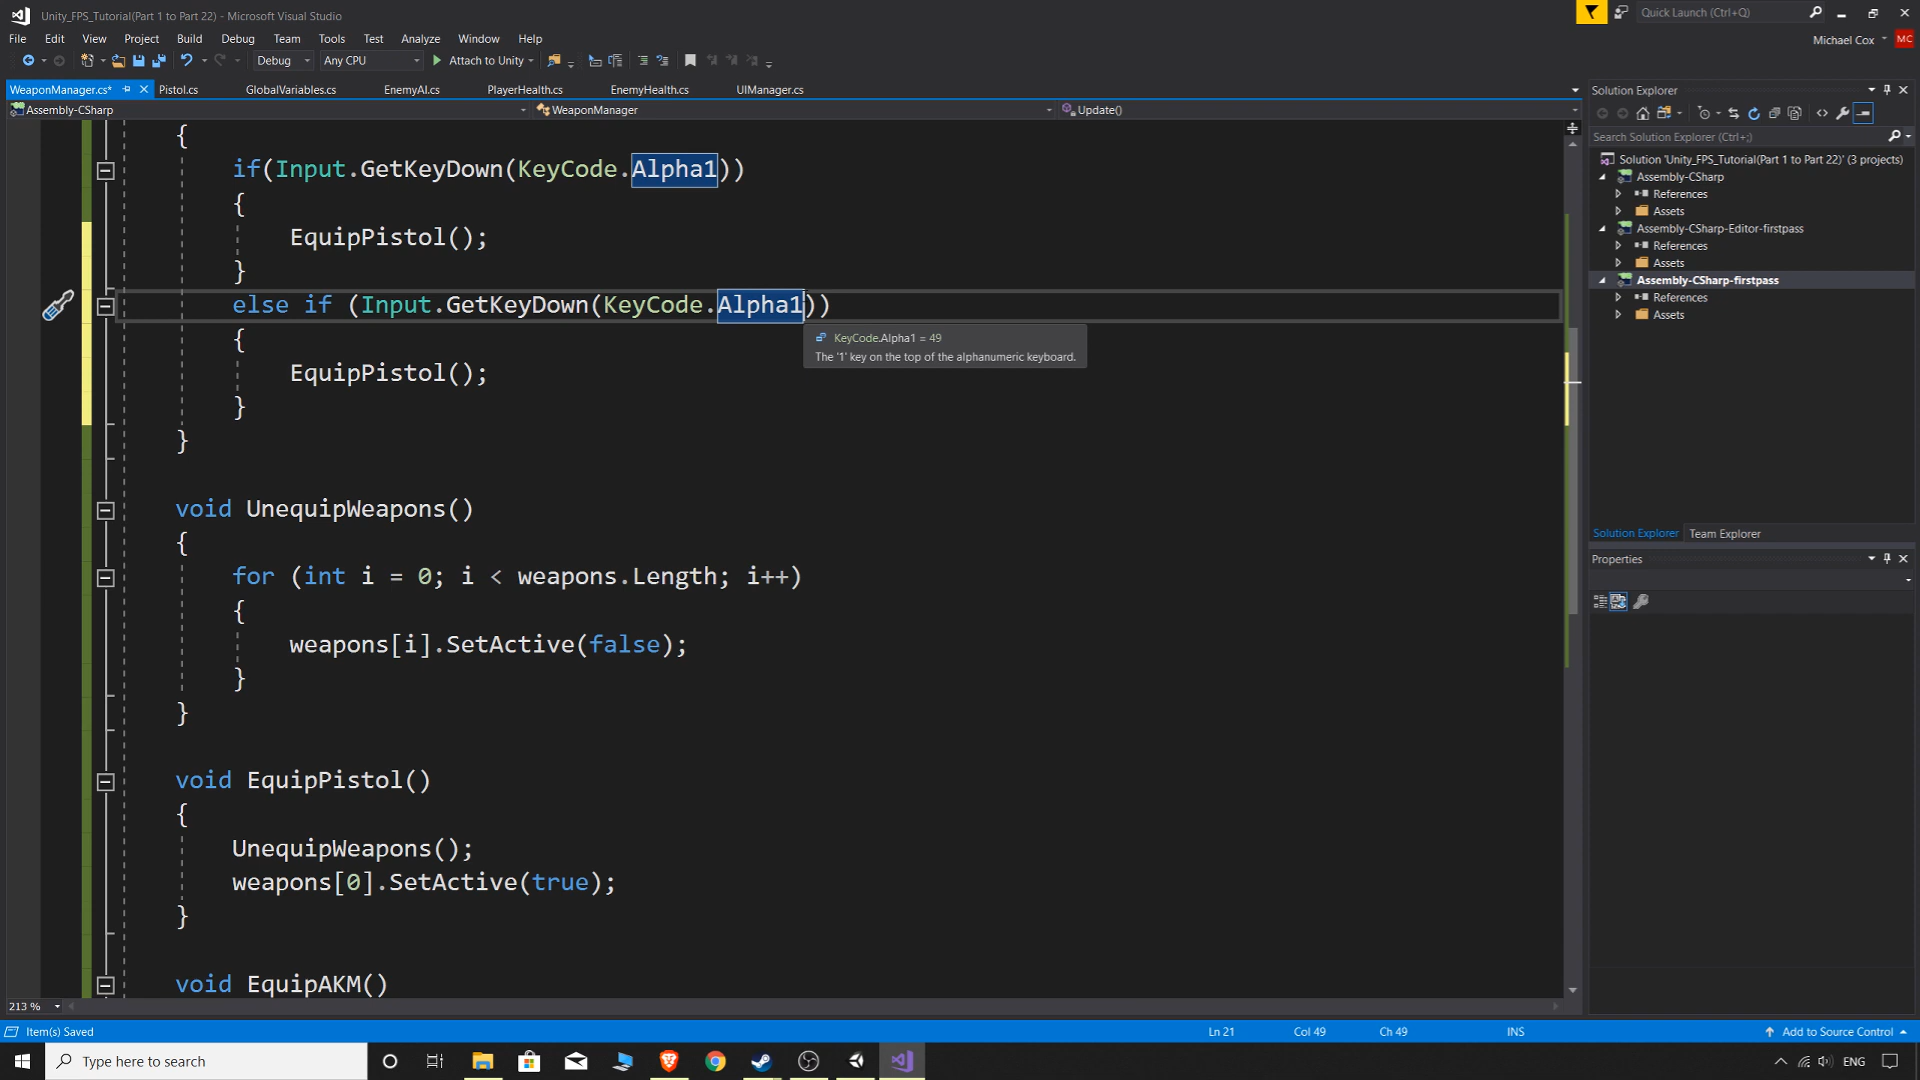 Unity_FPS_Tutorial(Part 1 to Part 22) - Microsoft Visual Studio
Quick Launch (Ctrl+Q)
File Edit View Project Build Debug Team Tools Test Analyze Window Help
Michael Cox MC
Debug Any CPU Attach to Unity
WeaponManager.cs* Pistol.cs GlobalVariables.cs EnemyAI.cs PlayerHealth.cs EnemyHealth.cs UIManager.cs
Assembly-CSharp WeaponManager Update()
{
if(Input.GetKeyDown(KeyCode.Alpha1))
{
EquipPistol();
}
else if (Input.GetKeyDown(KeyCode.Alpha1))
KeyCode.Alpha1 = 49
The '1' key on the top of the alphanumeric keyboard.
{
EquipPistol();
}
}
void UnequipWeapons()
{
for (int i = 0; i < weapons.Length; i++)
{
weapons[i].SetActive(false);
}
}
void EquipPistol()
{
UnequipWeapons();
weapons[0].SetActive(true);
}
void EquipAKM()
213 %
Solution Explorer
Search Solution Explorer (Ctrl+;)
Solution 'Unity_FPS_Tutorial(Part 1 to Part 22)' (3 projects)
Assembly-CSharp
References
Assets
Assembly-CSharp-Editor-firstpass
References
Assets
Assembly-CSharp-firstpass
References
Assets
Solution Explorer Team Explorer
Properties
Item(s) Saved Ln 21 Col 49 Ch 49 INS Add to Source Control
Type here to search
ENG